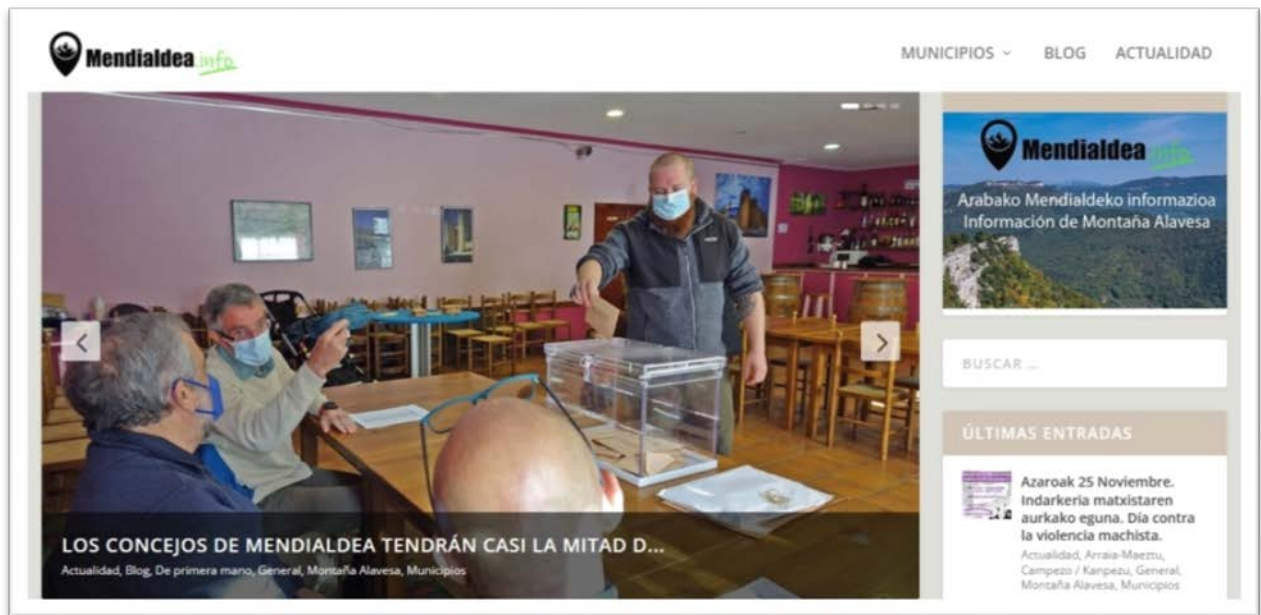 Mendialdea.info
MUNICIPIOS
BLOG
ACTUALIDAD
Mendialdea.info
Arabako Mendialdeko informazioa
Información de Montaña Alavesa
BUSCAR ...
ÚLTIMAS ENTRADAS
Azaroak 25 Noviembre.
Indarkeria matxistaren
aurkako eguna. Día contra
la violencia machista.
Actualidad, Arraia-Maeztu,
Campezo / Kanpezu, General,
Montaña Alavesa, Municipios
LOS CONCEJOS DE MENDIALDEA TENDRÁN CASI LA MITAD D...
Actualidad, Blog, De primera mano, General, Montaña Alavesa, Municipios